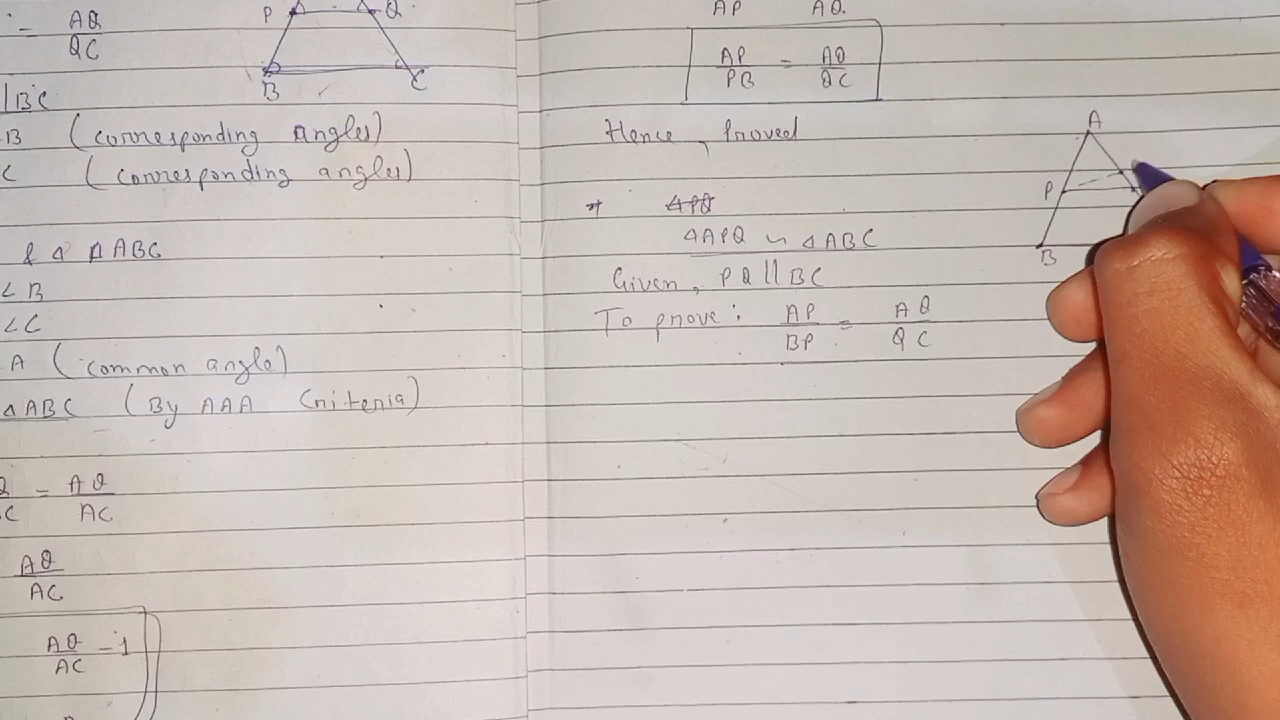 = AQ/QC
P Q
B C
||BC
B (corresponding Angles)
C (corresponding angles)
& ΔABC
∠B
∠C
A (common angle)
ΔABC (By AAA Criteria)
= AQ/AC
AQ/AC
AQ/AC - 1
AP AQ
AP/PB = AQ/QC
Hence, Proved
ΔAPQ ~ ΔABC
Given, PQ || BC
To prove: AP/BP = AQ/QC
A
P
B